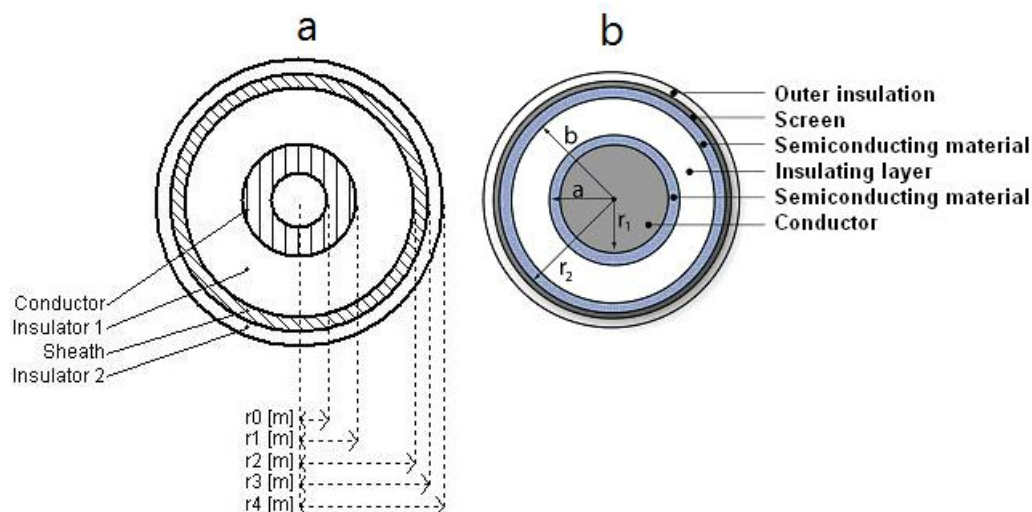 a
Conductor
Insulator 1
Sheath
Insulator 2
r0 [m]
r1 [m]
r2 [m]
r3 [m]
r4 [m]
b
b
a
r₁
r₂
Outer insulation
Screen
Semiconducting material
Insulating layer
Semiconducting material
Conductor